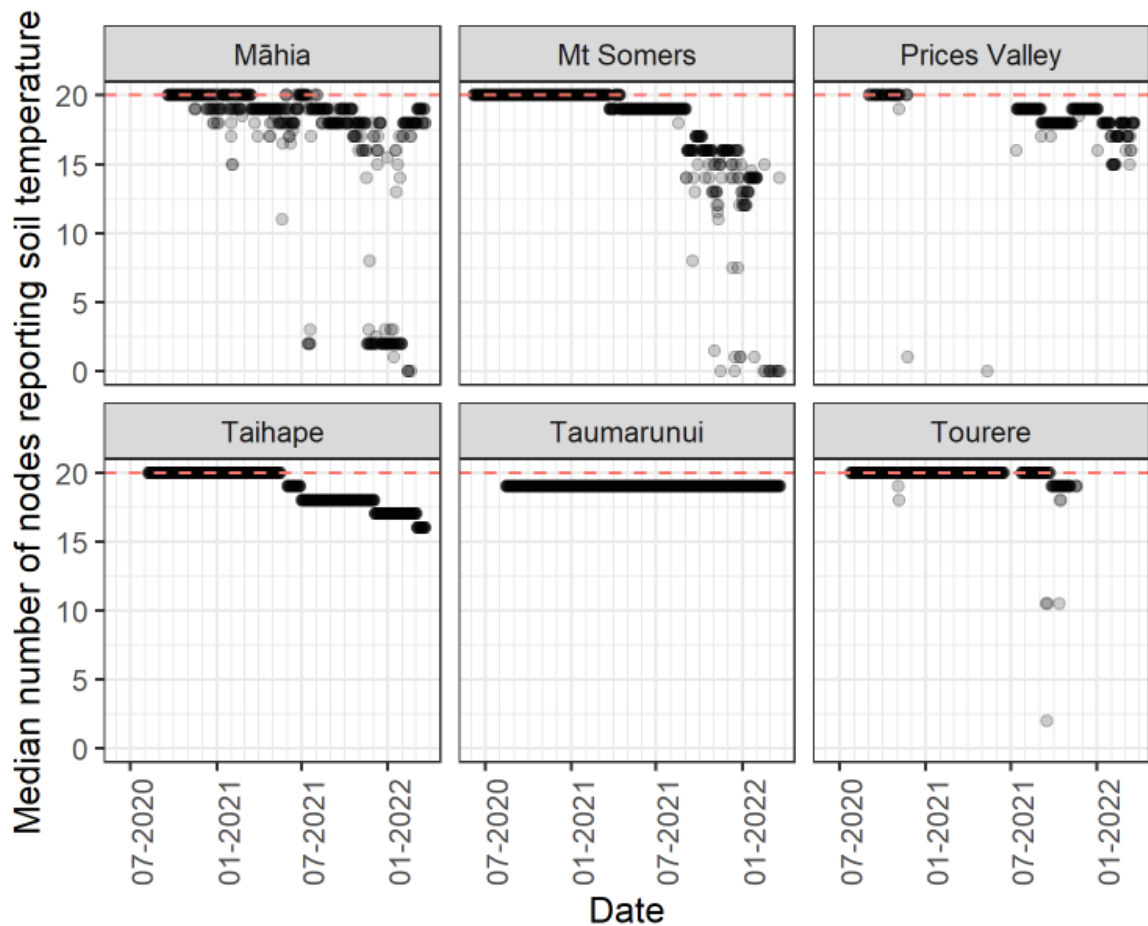 Median number of nodes reporting soil temperature
Māhia
Mt Somers
Prices Valley
20
15
10
5
0
Taihape
Taumarunui
Tourere
20
15
10
5
0
07-2020
01-2021
07-2021
01-2022
07-2020
01-2021
07-2021
01-2022
07-2020
01-2021
07-2021
01-2022
Date